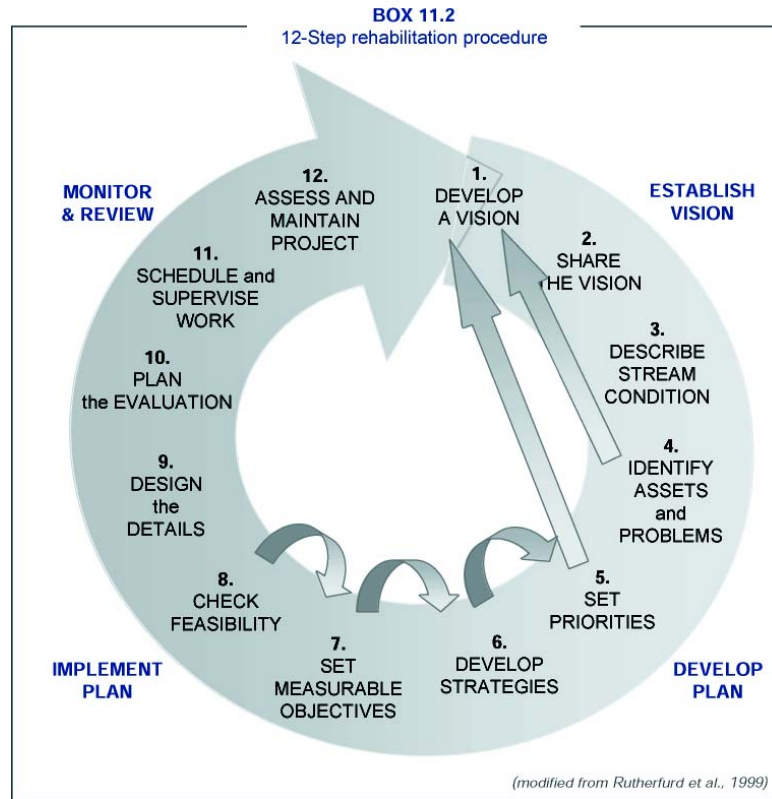 BOX 11.2
12-Step rehabilitation procedure
MONITOR
& REVIEW
ESTABLISH
VISION
1.
DEVELOP
A VISION
2.
SHARE
THE VISION
3.
DESCRIBE
STREAM
CONDITION
4.
IDENTIFY
ASSETS
and
PROBLEMS
5.
SET
PRIORITIES
6.
DEVELOP
STRATEGIES
7.
SET
MEASURABLE
OBJECTIVES
8.
CHECK
FEASIBILITY
9.
DESIGN
the
DETAILS
10.
PLAN
the EVALUATION
11.
SCHEDULE and
SUPERVISE
WORK
12.
ASSESS AND
MAINTAIN
PROJECT
IMPLEMENT
PLAN
DEVELOP
PLAN
(modified from Rutherfurd et al., 1999)